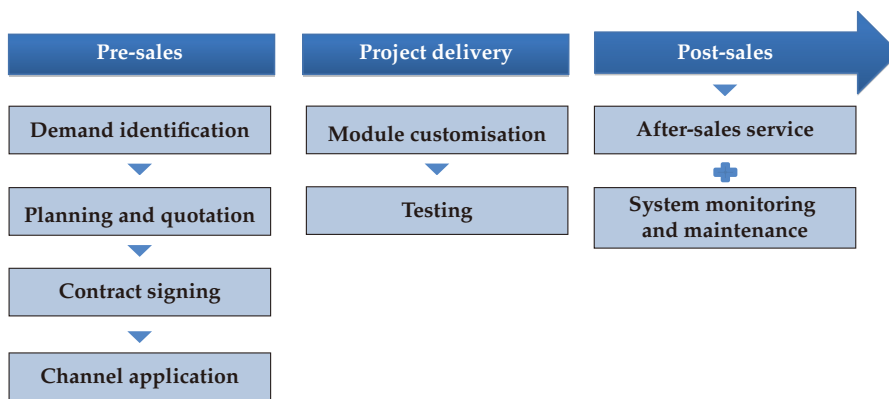 Pre-sales
Demand identification
Planning and quotation
Contract signing
Channel application
Project delivery
Module customisation
Testing
Post-sales
After-sales service
System monitoring
and maintenance